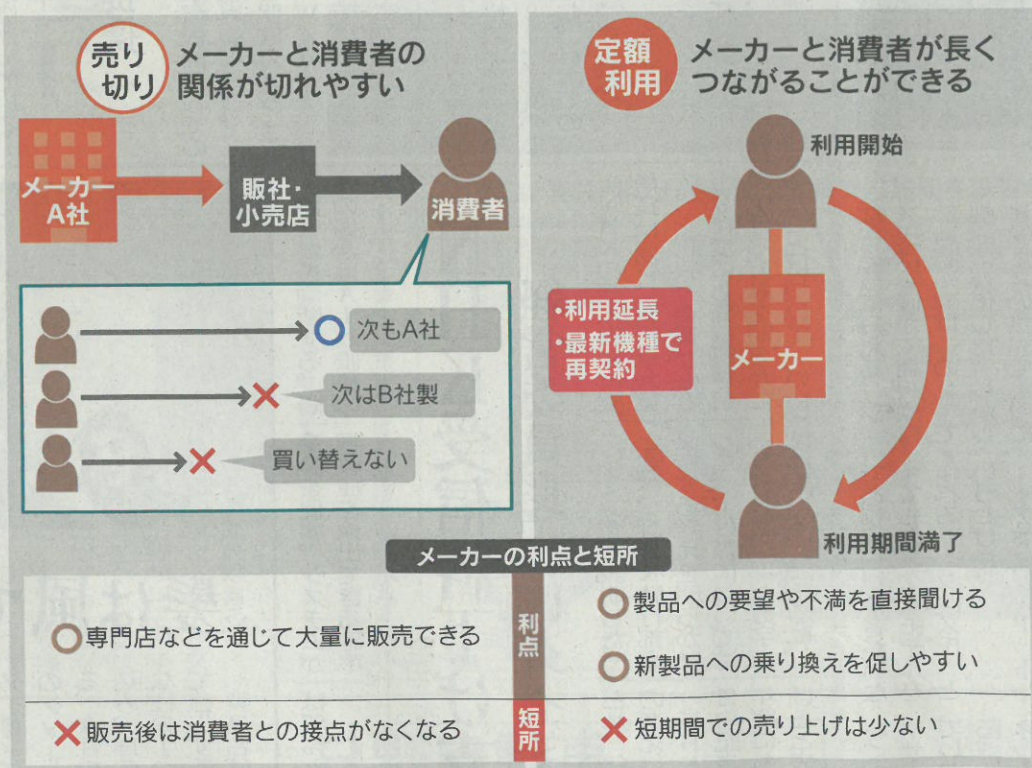 売り
切り
メーカーと消費者の
関係が切れやすい
メーカー
A社
販社・
小売店
消費者
次もA社
次はB社製
買い替えない
定額
利用
メーカーと消費者が長く
つながることができる
利用開始
・利用延長
・最新機種で
再契約
メーカー
利用期間満了
メーカーの利点と短所
利点
専門店などを通じて大量に販売できる
製品への要望や不満を直接聞ける
新製品への乗り換えを促しやすい
短所
販売後は消費者との接点がなくなる
短期間での売り上げは少ない